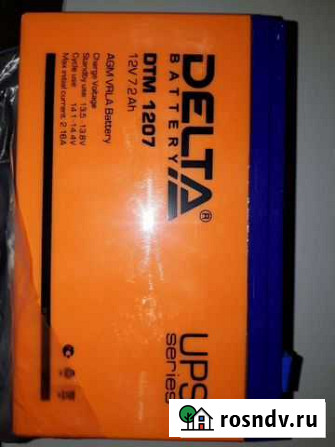 DELTA®
BATTERY
DTM 1207
12V 7.2Ah
AGM VRLA Battery
Charge Voltage
Standby use: 13.5 - 13.8V
Cycle use: 14.1 - 14.4V
Max initial current: 2.16A
UPS
series
rosndv.ru